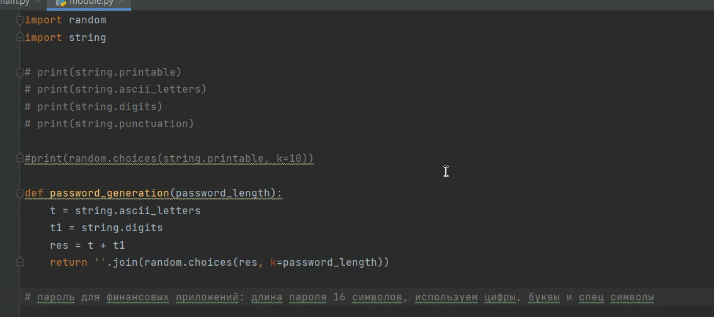 main.py module.py
import random
import string
# print(string.printable)
# print(string.ascii_letters)
# print(string.digits)
# print(string.punctuation)
#print(random.choices(string.printable, k=10))
def password_generation(password_length):
t = string.ascii_letters
t1 = string.digits
res = t + t1
return ''.join(random.choices(res, k=password_length))
# пароль для финансовых приложений: длина пароля 16 символов, используем цифры, буквы и спец символы